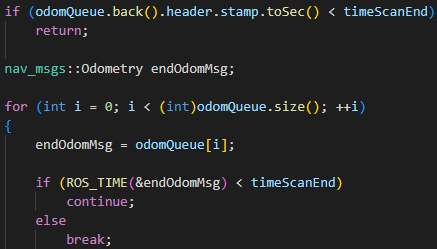 if (odomQueue.back().header.stamp.toSec() < timeScanEnd)
    return;

nav_msgs::Odometry endOdomMsg;

for (int i = 0; i < (int)odomQueue.size(); ++i)
{
    endOdomMsg = odomQueue[i];

    if (ROS_TIME(&endOdomMsg) < timeScanEnd)
        continue;
    else
        break;